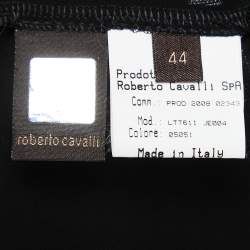 44
Prodot
Roberto Cavalli SpA
Comm.: PROD 2008 02343
Mod.: LTT611 JE004
Colore: 05051
Made in Italy
roberto cavalli